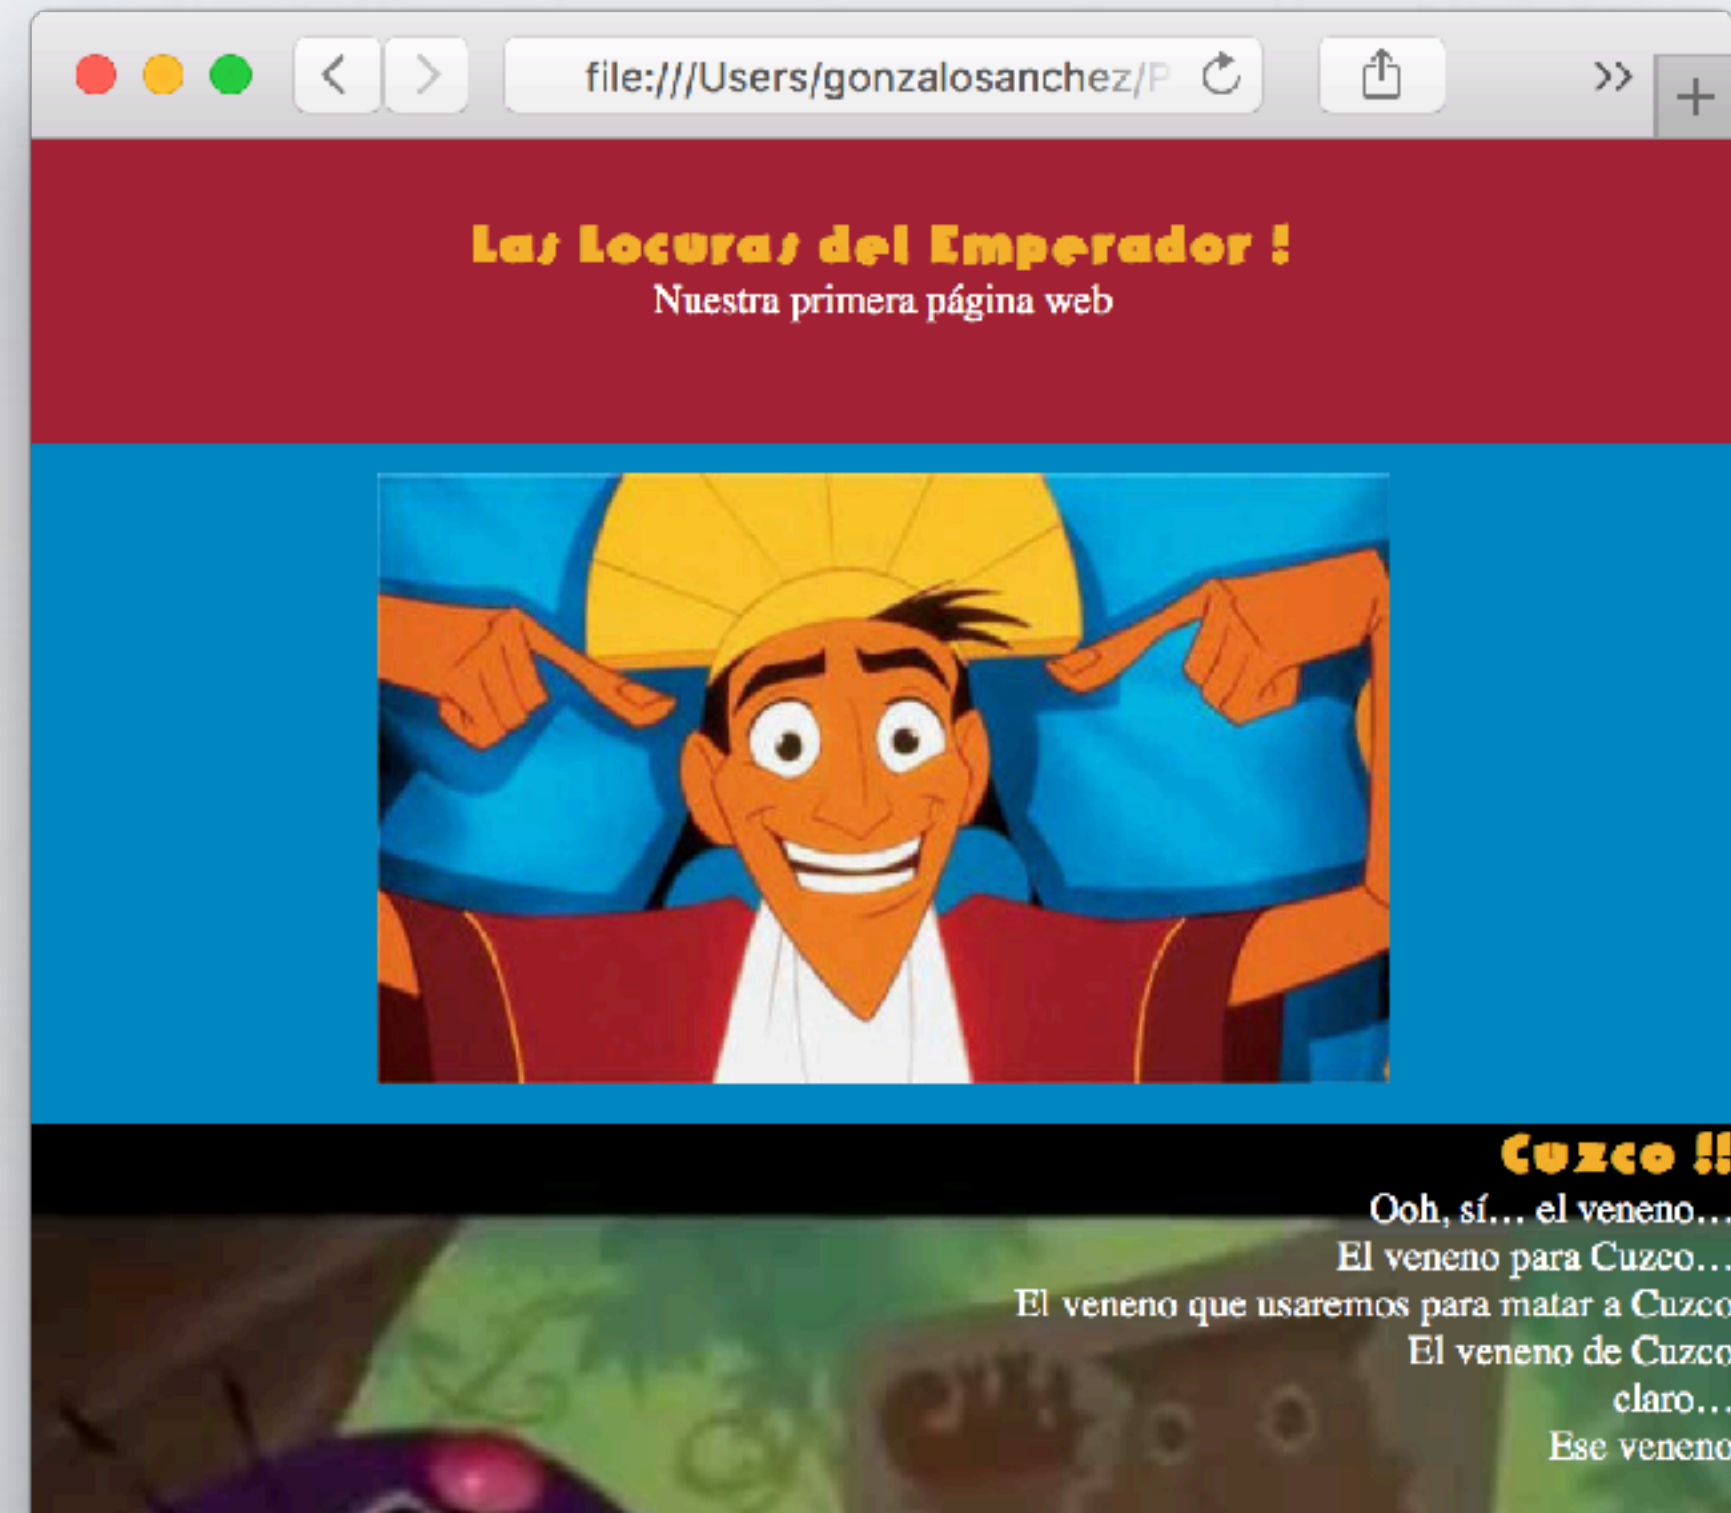 file:///Users/gonzalosanchez/P
Las Locuras del Emperador !
Nuestra primera página web
Cuzco !!
Ooh, sí... el veneno...
El veneno para Cuzco...
El veneno que usaremos para matar a Cuzco
El veneno de Cuzco
claro...
Ese veneno